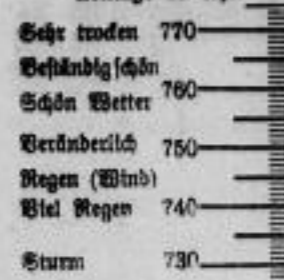 Sehr trocken 770
Beständig schön
Schön Wetter 760
Veränderlich 750
Regen (Wind)
Viel Regen 740
Sturm 730